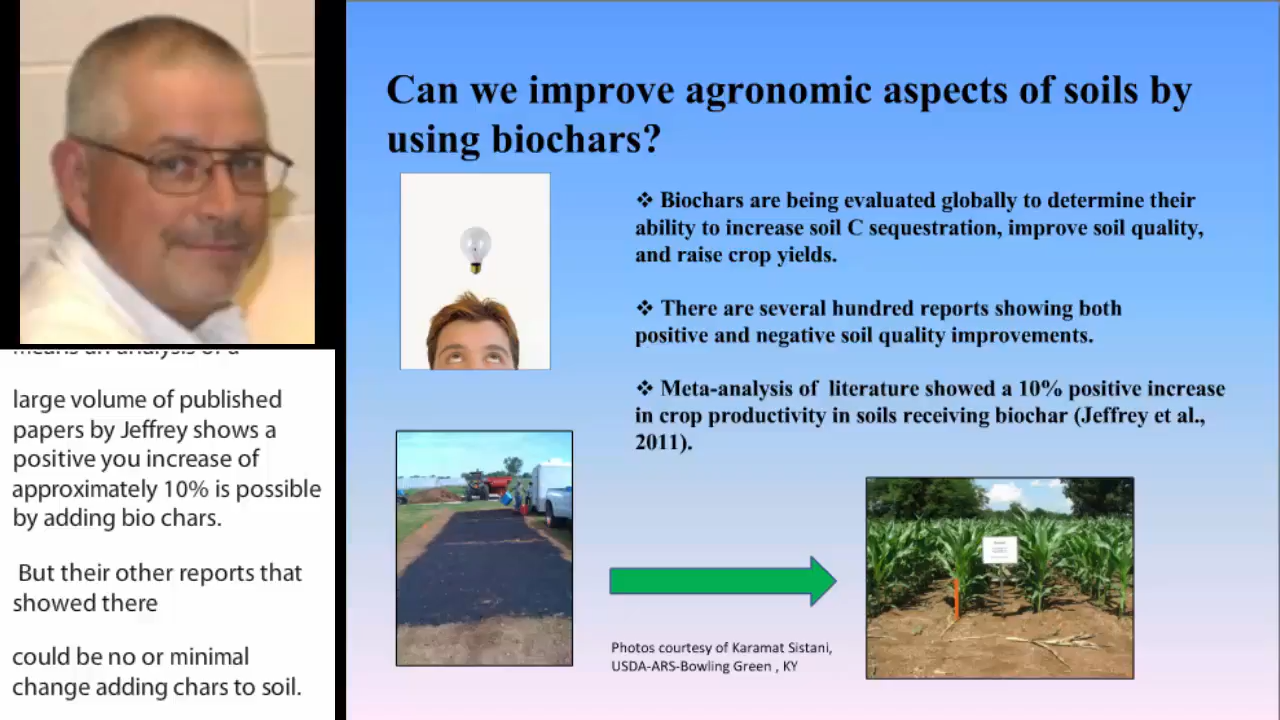 Can we improve agronomic aspects of soils by
using biochars?
❖ Biochars are being evaluated globally to determine their
ability to increase soil C sequestration, improve soil quality,
and raise crop yields.
❖ There are several hundred reports showing both
positive and negative soil quality improvements.
❖ Meta-analysis of literature showed a 10% positive increase
in crop productivity in soils receiving biochar (Jeffrey et al.,
2011).
Photos courtesy of Karamat Sistani,
USDA-ARS-Bowling Green , KY
means an analysis of a
large volume of published
papers by Jeffrey shows a
positive you increase of
approximately 10% is possible
by adding bio chars.
But their other reports that
showed there
could be no or minimal
change adding chars to soil.